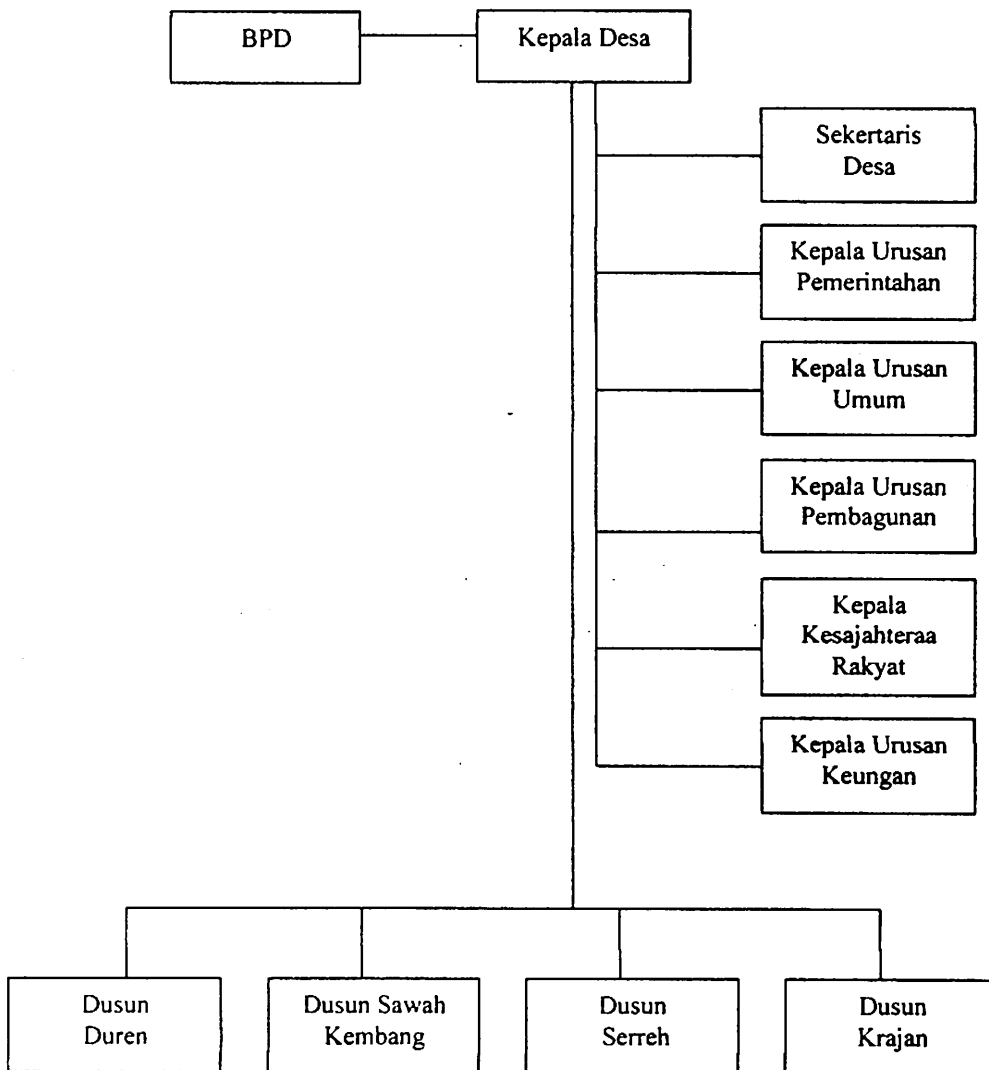 BPD
Kepala Desa
Sekertaris
Desa
Kepala Urusan
Pemerintahan
Kepala Urusan
Umum
Kepala Urusan
Pembagunan
Kepala
Kesajahteraa
Rakyat
Kepala Urusan
Keungan
Dusun
Duren
Dusun Sawah
Kembang
Dusun
Serreh
Dusun
Krajan